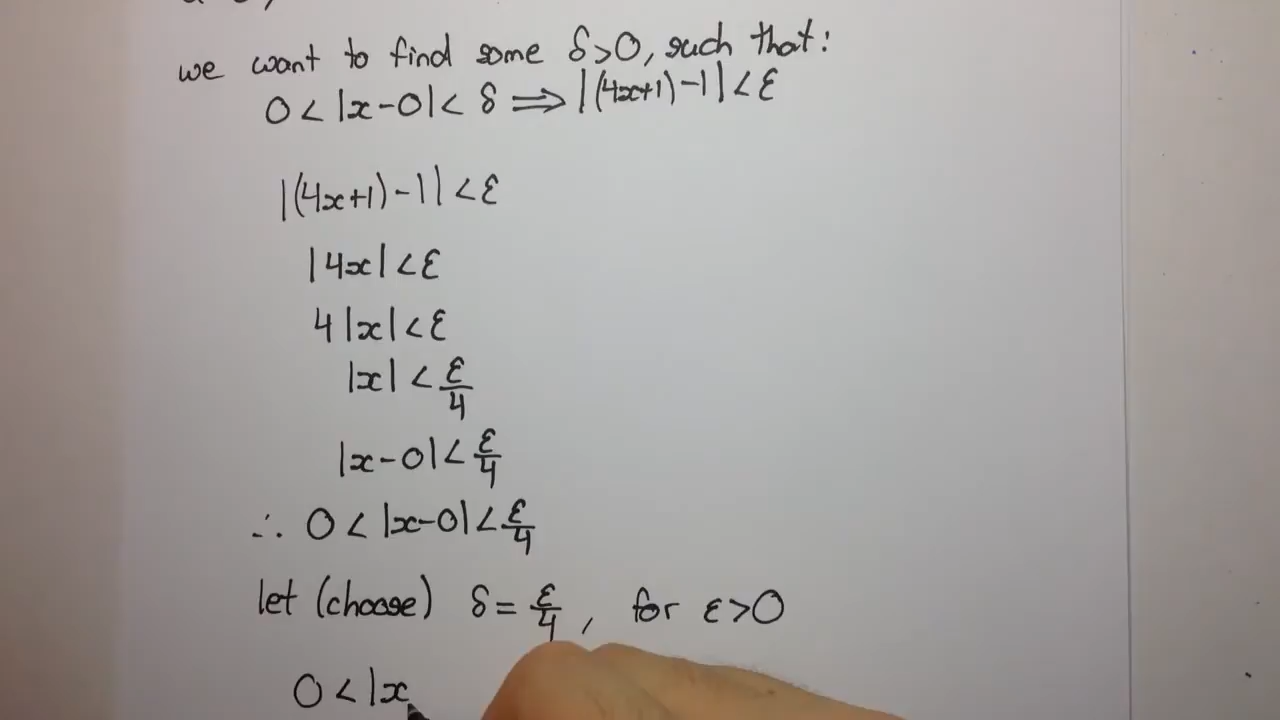 we want to find some δ>0, such that:
0 < |x-0| < δ ⟹ |(4x+1)-1| < ε
|(4x+1)-1| < ε
|4x| < ε
4|x| < ε
|x| < ε/4
|x-0| < ε/4
∴ 0 < |x-0| < ε/4
let (choose) δ = ε/4, for ε>0
0 < |x